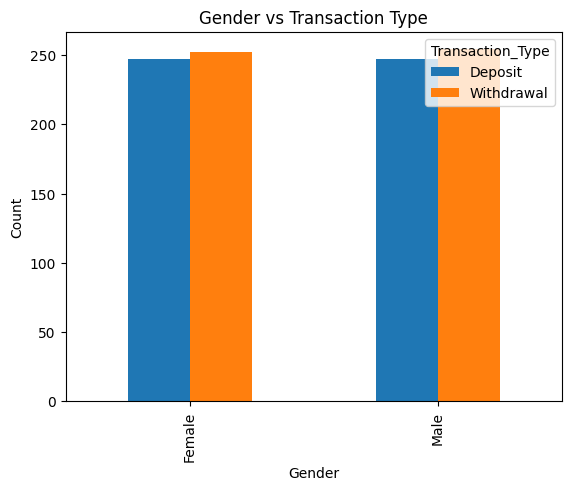 Gender vs Transaction Type
Transaction_Type
Deposit
Withdrawal
250
200
150
100
50
0
Count
Female
Male
Gender